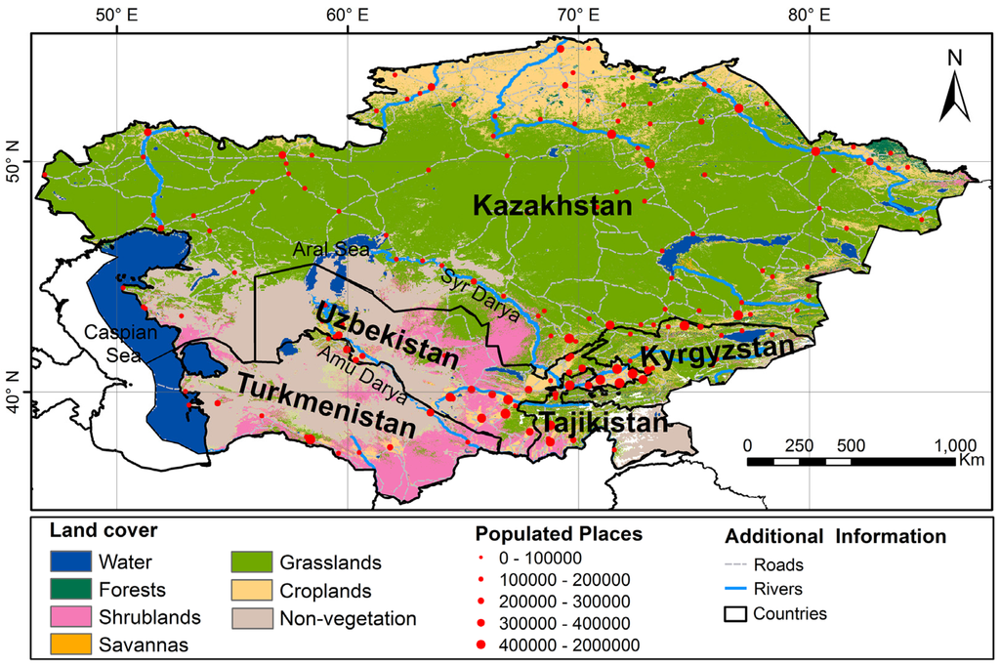 50° E 60° E 70° E 80° E
N
50° N
40° N
Kazakhstan
Aral Sea
Syr Darya
Uzbekistan
Caspian
Sea
Amu Darya
Kyrgyzstan
Turkmenistan
Tajikistan
0 250 500 1,000
Km
Land cover
Water
Forests
Shrublands
Savannas
Grasslands
Croplands
Non-vegetation
Populated Places
0 - 100000
100000 - 200000
200000 - 300000
300000 - 400000
400000 - 2000000
Additional Information
Roads
Rivers
Countries